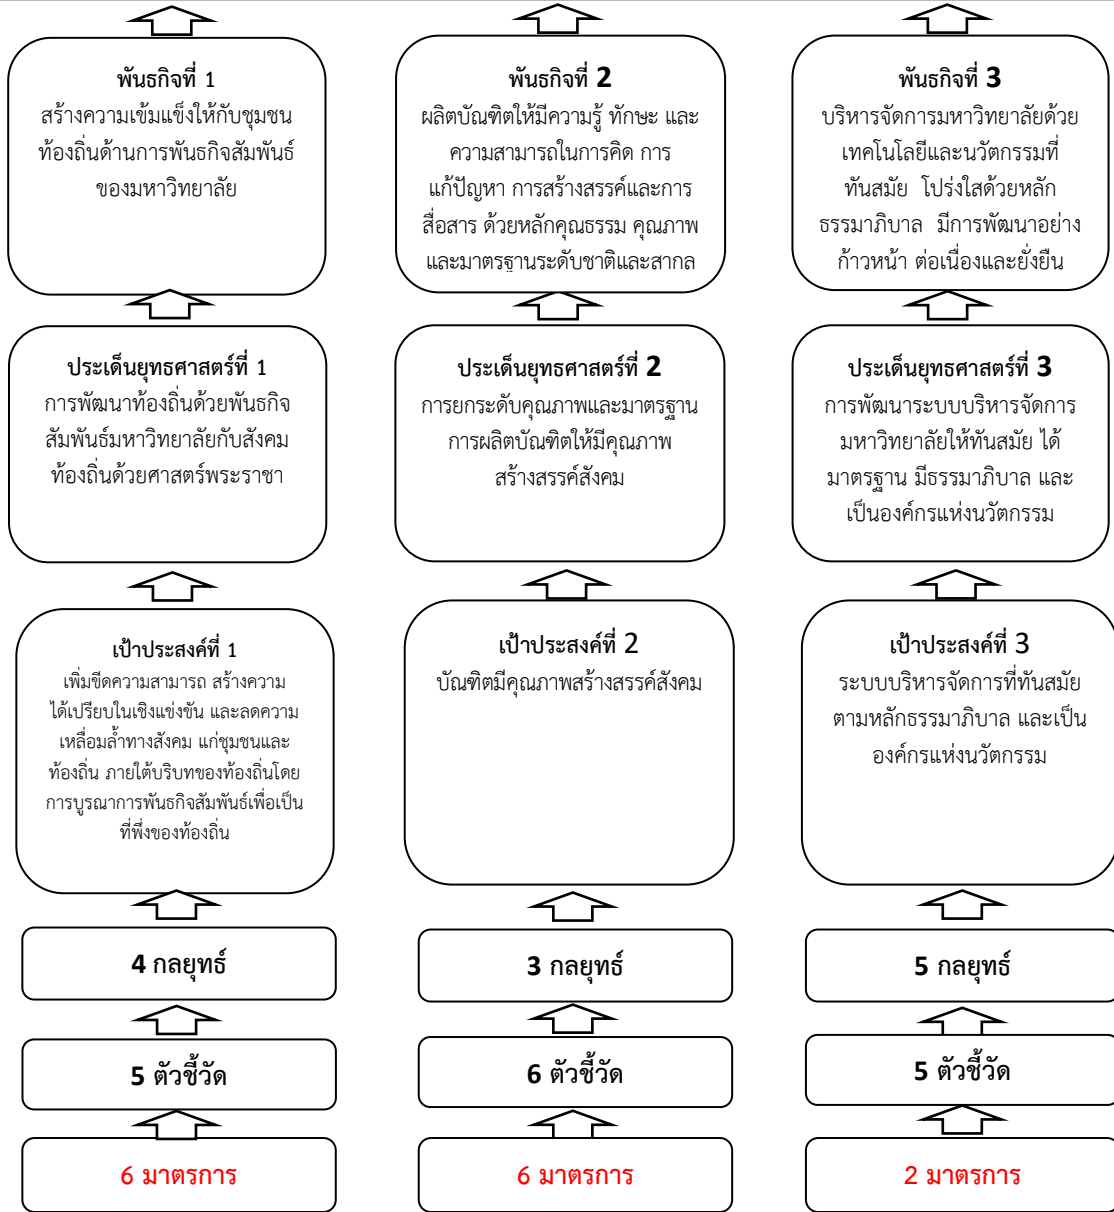 พันธกิจที่ 1
สร้างความเข้มแข็งให้กับชุมชน
ท้องถิ่นด้านการพันธกิจสัมพันธ์
ของมหาวิทยาลัย
พันธกิจที่ 2
ผลิตบัณฑิตให้มีความรู้ ทักษะ และ
ความสามารถในการคิด การ
แก้ปัญหา การสร้างสรรค์และการ
สื่อสาร ด้วยหลักคุณธรรม คุณภาพ
และมาตรฐานระดับชาติและสากล
พันธกิจที่ 3
บริหารจัดการมหาวิทยาลัยด้วย
เทคโนโลยีและนวัตกรรมที่
ทันสมัย โปร่งใสด้วยหลัก
ธรรมาภิบาล มีการพัฒนาอย่าง
ก้าวหน้า ต่อเนื่องและยั่งยืน
ประเด็นยุทธศาสตร์ที่ 1
การพัฒนาท้องถิ่นด้วยพันธกิจ
สัมพันธ์มหาวิทยาลัยกับสังคม
ท้องถิ่นด้วยศาสตร์พระราชา
ประเด็นยุทธศาสตร์ที่ 2
การยกระดับคุณภาพและมาตรฐาน
การผลิตบัณฑิตให้มีคุณภาพ
สร้างสรรค์สังคม
ประเด็นยุทธศาสตร์ที่ 3
การพัฒนาระบบบริหารจัดการ
มหาวิทยาลัยให้ทันสมัย ได้
มาตรฐาน มีธรรมาภิบาล และ
เป็นองค์กรแห่งนวัตกรรม
เป้าประสงค์ที่ 1
เพิ่มขีดความสามารถ สร้างความ
ได้เปรียบในเชิงแข่งขัน และลดความ
เหลื่อมล้ำทางสังคม แก่ชุมชนและ
ท้องถิ่น ภายใต้บริบทของท้องถิ่นโดย
การบูรณาการพันธกิจสัมพันธ์เพื่อเป็น
ที่พึ่งของท้องถิ่น
เป้าประสงค์ที่ 2
บัณฑิตมีคุณภาพสร้างสรรค์สังคม
เป้าประสงค์ที่ 3
ระบบบริหารจัดการที่ทันสมัย
ตามหลักธรรมาภิบาล และเป็น
องค์กรแห่งนวัตกรรม
4 กลยุทธ์
3 กลยุทธ์
5 กลยุทธ์
5 ตัวชี้วัด
6 ตัวชี้วัด
5 ตัวชี้วัด
6 มาตรการ
6 มาตรการ
2 มาตรการ